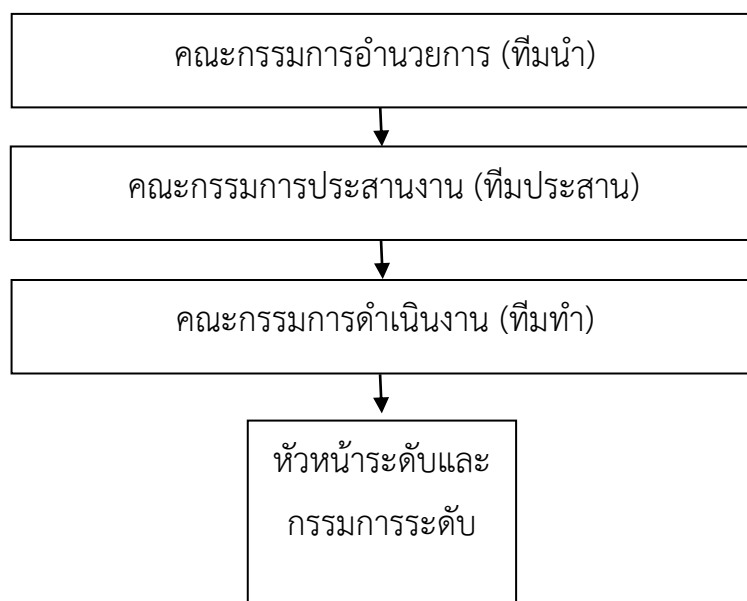 คณะกรรมการอำนวยการ (ทีมนำ)
คณะกรรมการประสานงาน (ทีมประสาน)
คณะกรรมการดำเนินงาน (ทีมทำ)
หัวหน้าระดับและ
กรรมการระดับ